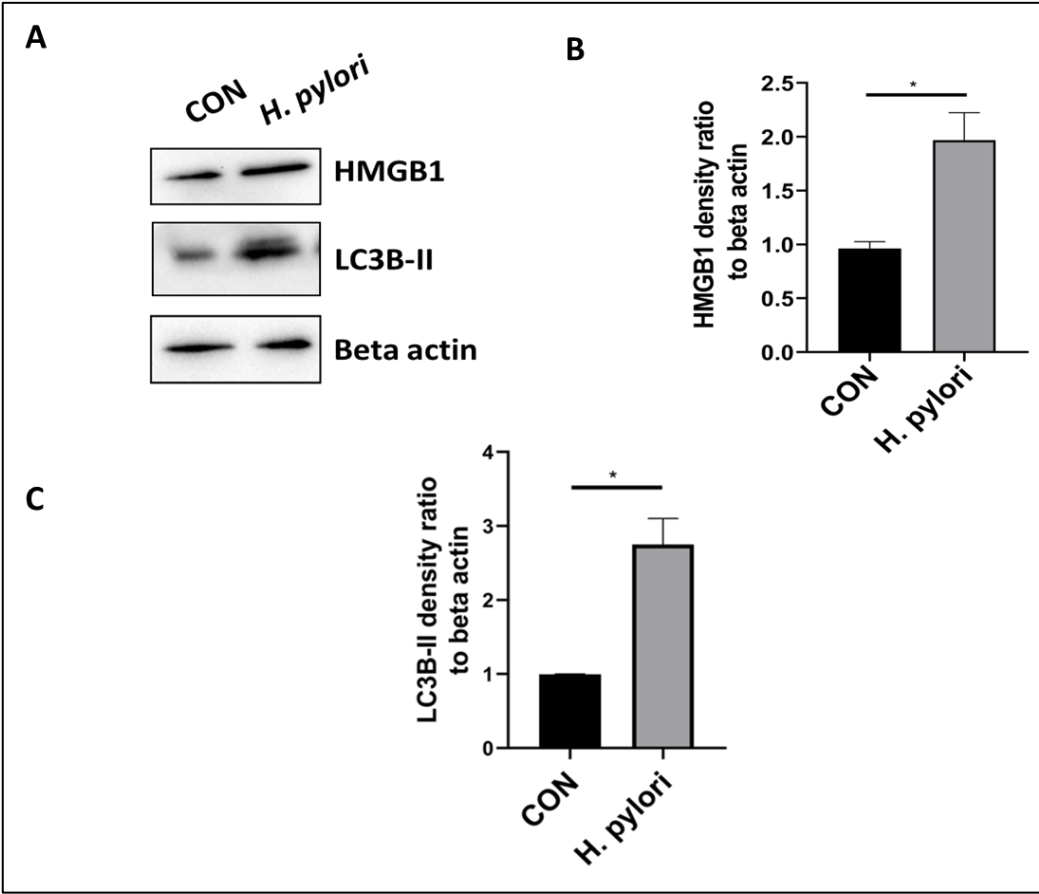 A
CON H. pylori
HMGB1
LC3B-II
Beta actin
B
HMGB1 density ratio
to beta actin
2.5
2.0
1.5
1.0
0.5
0.0
*
CON
H. pylori
C
LC3B-II density ratio
to beta actin
4
3
2
1
0
*
CON
H. pylori